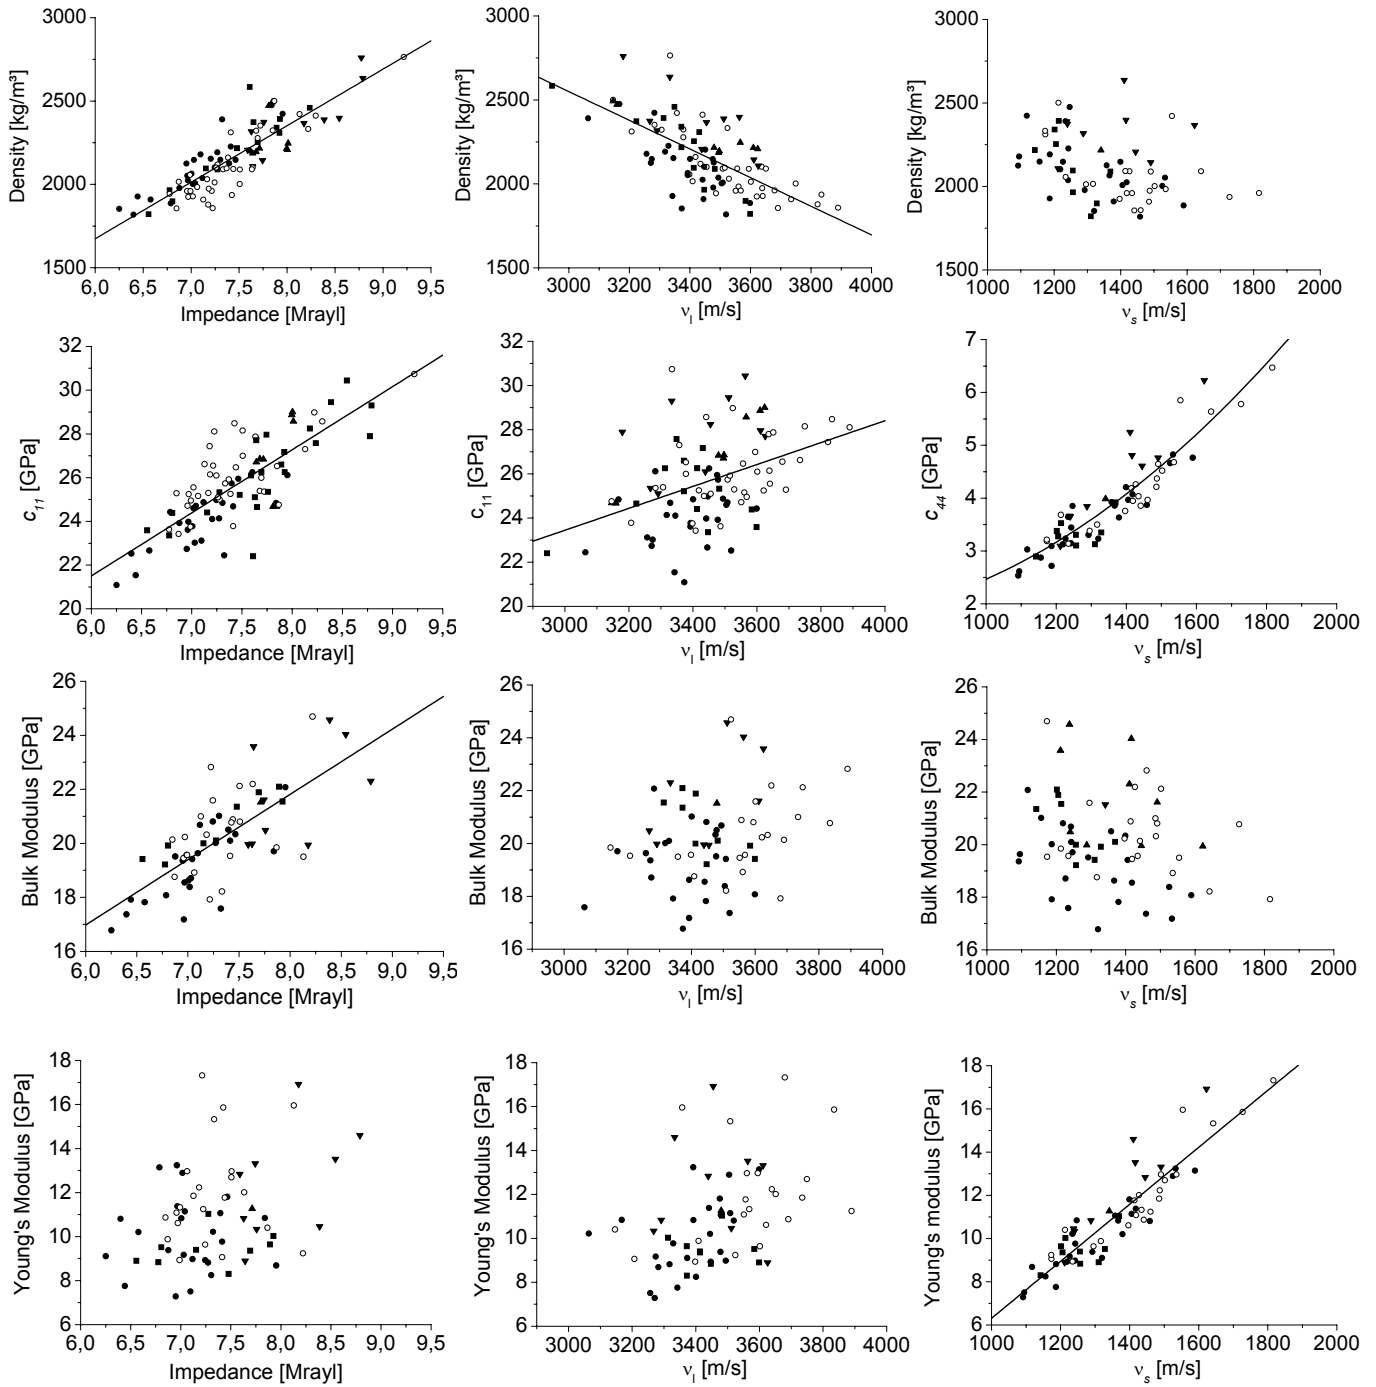 Density [kg/m³]
3000
2500
2000
1500
6,0 6,5 7,0 7,5 8,0 8,5 9,0 9,5
Impedance [Mrayl]
Density [kg/m³]
3000
2500
2000
1500
3000 3200 3400 3600 3800 4000
νl [m/s]
Density [kg/m³]
3000
2500
2000
1500
1000 1200 1400 1600 1800 2000
νs [m/s]
c11 [GPa]
32
30
28
26
24
22
20
6,0 6,5 7,0 7,5 8,0 8,5 9,0 9,5
Impedance [Mrayl]
c11 [GPa]
32
30
28
26
24
22
20
3000 3200 3400 3600 3800 4000
νl [m/s]
c44 [GPa]
7
6
5
4
3
2
1000 1200 1400 1600 1800 2000
νs [m/s]
Bulk Modulus [GPa]
26
24
22
20
18
16
6,0 6,5 7,0 7,5 8,0 8,5 9,0 9,5
Impedance [Mrayl]
Bulk Modulus [GPa]
26
24
22
20
18
16
3000 3200 3400 3600 3800 4000
νl [m/s]
Bulk Modulus [GPa]
26
24
22
20
18
16
1000 1200 1400 1600 1800 2000
νs [m/s]
Young's Modulus [GPa]
18
16
14
12
10
8
6
6,0 6,5 7,0 7,5 8,0 8,5 9,0 9,5
Impedance [Mrayl]
Young's Modulus [GPa]
18
16
14
12
10
8
6
3000 3200 3400 3600 3800 4000
νl [m/s]
Young's modulus [GPa]
18
16
14
12
10
8
6
1000 1200 1400 1600 1800 2000
νs [m/s]